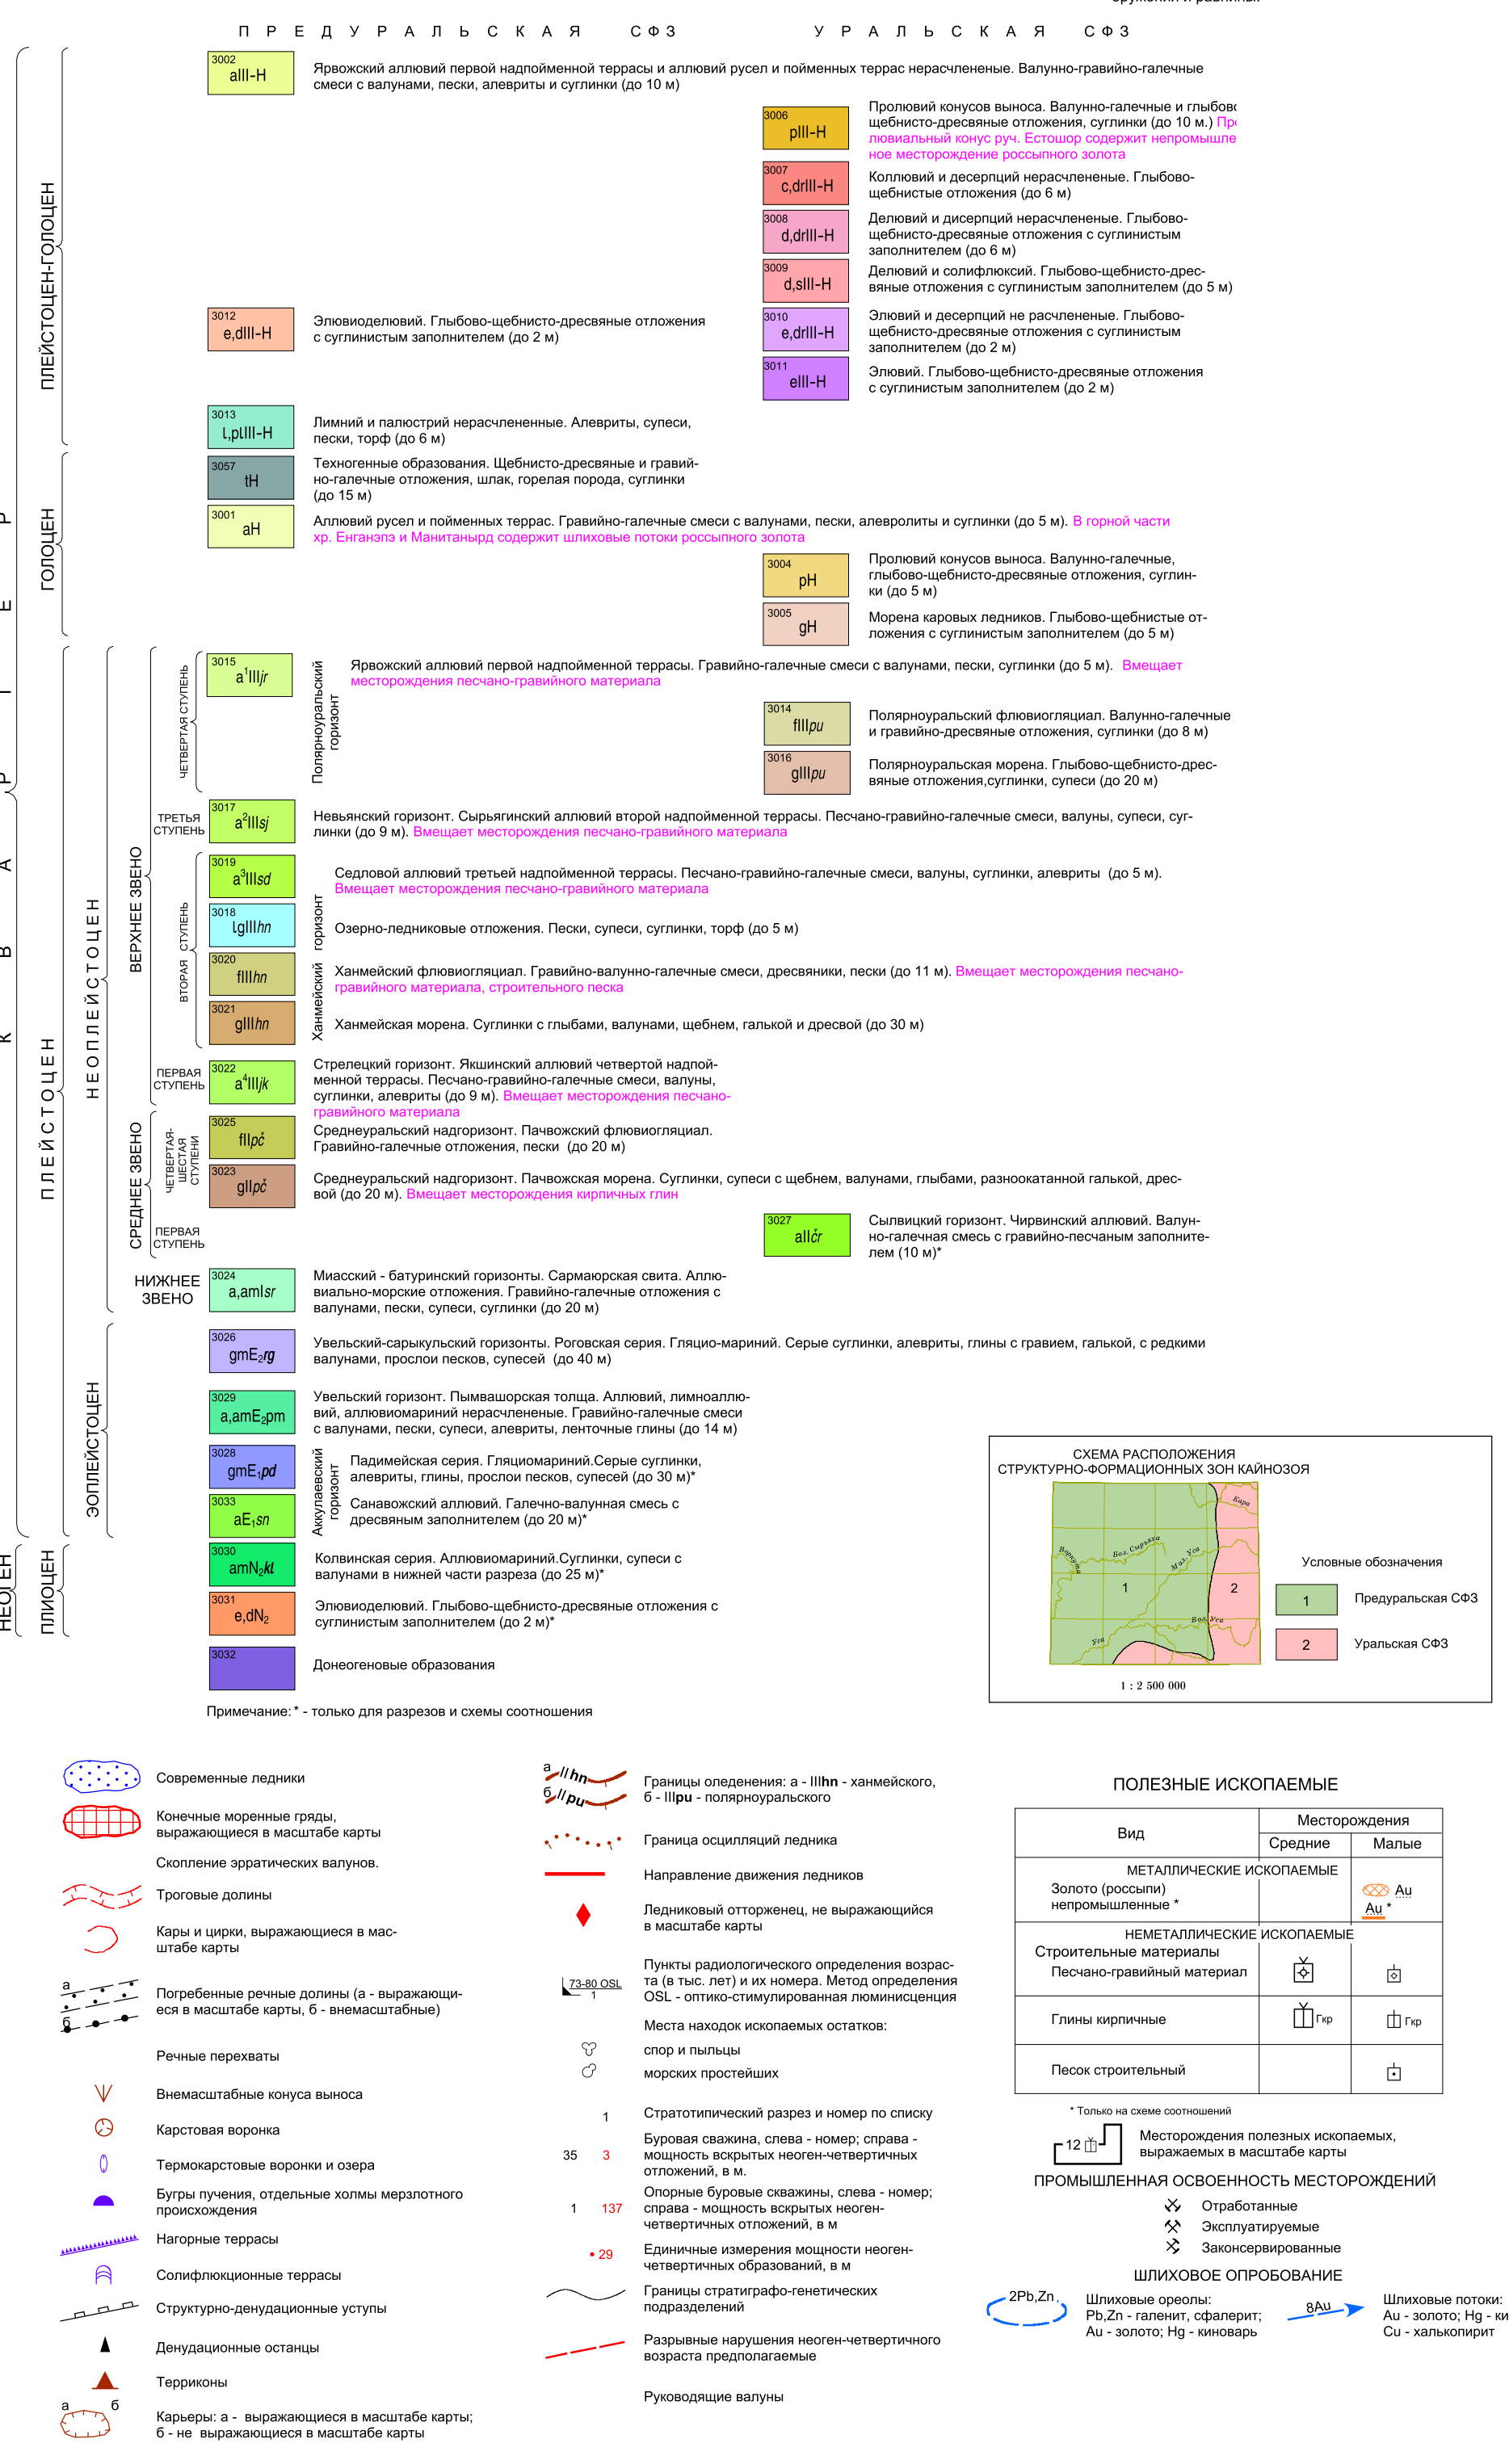 ПРЕДУРАЛЬСКАЯ СФЗ
УРАЛЬСКАЯ СФЗ
КВАРТЕР
НЕОГЕН
ПЛЕЙСТОЦЕН-ГОЛОЦЕН
ГОЛОЦЕН
ПЛЕЙСТОЦЕН
ПЛИОЦЕН
НЕОПЛЕЙСТОЦЕН
ЭОПЛЕЙСТОЦЕН
ВЕРХНЕЕ ЗВЕНО
СРЕДНЕЕ ЗВЕНО
НИЖНЕЕ
ЗВЕНО
3002
aIII-H
Ярвожский аллювий первой надпойменной террасы и аллювий русел и пойменных террас нерасчлененые. Валунно-гравийно-галечные
смеси с валунами, пески, алевриты и суглинки (до 10 м)
3006
pIII-H
Пролювий конусов выноса. Валунно-галечные и глыбово
щебнисто-дресвяные отложения, суглинки (до 10 м.) Про
лювиальный конус руч. Естошор содержит непромышле
ное месторождение россыпного золота
3007
c,drIII-H
Коллювий и десерпций нерасчлененые. Глыбово-
щебнистые отложения (до 6 м)
3008
d,drIII-H
Делювий и дисерпций нерасчлененые. Глыбово-
щебнисто-дресвяные отложения с суглинистым
заполнителем (до 6 м)
3009
d,sIII-H
Делювий и солифлюксий. Глыбово-щебнисто-дрес-
вяные отложения с суглинистым заполнителем (до 5 м)
3012
e,dIII-H
Элювиоделювий. Глыбово-щебнисто-дресвяные отложения
с суглинистым заполнителем (до 2 м)
3010
e,drIII-H
Элювий и десерпций не расчлененые. Глыбово-
щебнисто-дресвяные отложения с суглинистым
заполнителем (до 2 м)
3011
eIII-H
Элювий. Глыбово-щебнисто-дресвяные отложения
с суглинистым заполнителем (до 2 м)
3013
l,plIII-H
Лимний и палюстрий нерасчлененные. Алевриты, супеси,
пески, торф (до 6 м)
3057
tH
Техногенные образования. Щебнисто-дресвяные и гравий-
но-галечные отложения, шлак, горелая порода, суглинки
(до 15 м)
3001
aH
Аллювий русел и пойменных террас. Гравийно-галечные смеси с валунами, пески, алевролиты и суглинки (до 5 м). В горной части
хр. Енганэпэ и Манитанырд содержит шлиховые потоки россыпного золота
3004
pH
Пролювий конусов выноса. Валунно-галечные,
глыбово-щебнисто-дресвяные отложения, суглин-
ки (до 5 м)
3005
gH
Морена каровых ледников. Глыбово-щебнистые от-
ложения с суглинистым заполнителем (до 5 м)
ЧЕТВЕРТАЯ СТУПЕНЬ
3015
a¹IIIjr
Полярноуральский
горизонт
Ярвожский аллювий первой надпойменной террасы. Гравийно-галечные смеси с валунами, пески, суглинки (до 5 м). Вмещает
месторождения песчано-гравийного материала
3014
fIIIpu
Полярноуральский флювиогляциал. Валунно-галечные
и гравийно-дресвяные отложения, суглинки (до 8 м)
3016
gIIIpu
Полярноуральская морена. Глыбово-щебнисто-дрес-
вяные отложения,суглинки, супеси (до 20 м)
ТРЕТЬЯ
СТУПЕНЬ
3017
a²IIIsj
Невьянский горизонт. Сырьягинский аллювий второй надпойменной террасы. Песчано-гравийно-галечные смеси, валуны, супеси, суг-
линки (до 9 м). Вмещает месторождения песчано-гравийного материала
ВТОРАЯ СТУПЕНЬ
Ханмейский горизонт
3019
a³IIIsd
Седловой аллювий третьей надпойменной террасы. Песчано-гравийно-галечные смеси, валуны, суглинки, алевриты (до 5 м).
Вмещает месторождения песчано-гравийного материала
3018
lgIIIhn
Озерно-ледниковые отложения. Пески, супеси, суглинки, торф (до 5 м)
3020
fIIIhn
Ханмейский флювиогляциал. Гравийно-валунно-галечные смеси, дресвяники, пески (до 11 м). Вмещает месторождения песчано-
гравийного материала, строительного песка
3021
gIIIhn
Ханмейская морена. Суглинки с глыбами, валунами, щебнем, галькой и дресвой (до 30 м)
ПЕРВАЯ
СТУПЕНЬ
3022
a⁴IIIjk
Стрелецкий горизонт. Якшинский аллювий четвертой надпой-
менной террасы. Песчано-гравийно-галечные смеси, валуны,
суглинки, алевриты (до 9 м). Вмещает месторождения песчано-
гравийного материала
ЧЕТВЕРТАЯ-
ШЕСТАЯ
СТУПЕНИ
3025
fIIpč
Среднеуральский надгоризонт. Пачвожский флювиогляциал.
Гравийно-галечные отложения, пески (до 20 м)
3023
gIIpč
Среднеуральский надгоризонт. Пачвожская морена. Суглинки, супеси с щебнем, валунами, глыбами, разноокатанной галькой, дрес-
вой (до 20 м). Вмещает месторождения кирпичных глин
ПЕРВАЯ
СТУПЕНЬ
3027
aIIčr
Сылвицкий горизонт. Чирвинский аллювий. Валун-
но-галечная смесь с гравийно-песчаным заполните-
лем (10 м)*
3024
a,amIsr
Миасский - батуринский горизонты. Сармаюрская свита. Аллю-
виально-морские отложения. Гравийно-галечные отложения с
валунами, пески, супеси, суглинки (до 20 м)
3026
gmE₂rg
Увельский-сарыкульский горизонты. Роговская серия. Гляцио-мариний. Серые суглинки, алевриты, глины с гравием, галькой, с редкими
валунами, прослои песков, супесей (до 40 м)
3029
a,amE₂pm
Увельский горизонт. Пымвашорская толща. Аллювий, лимноаллю-
вий, аллювиомариний нерасчлененые. Гравийно-галечные смеси
с валунами, пески, супеси, алевриты, ленточные глины (до 14 м)
Аккулаевский
горизонт
3028
gmE₁pd
Падимейская серия. Гляциомариний.Серые суглинки,
алевриты, глины, прослои песков, супесей (до 30 м)*
3033
aE₁sn
Санавожский аллювий. Галечно-валунная смесь с
дресвяным заполнителем (до 20 м)*
3030
amN₂kl
Колвинская серия. Аллювиомариний.Суглинки, супеси с
валунами в нижней части разреза (до 25 м)*
3031
e,dN₂
Элювиоделювий. Глыбово-щебнисто-дресвяные отложения с
суглинистым заполнителем (до 2 м)*
3032
Донеогеновые образования
Примечание: * - только для разрезов и схемы соотношения
СХЕМА РАСПОЛОЖЕНИЯ
СТРУКТУРНО-ФОРМАЦИОННЫХ ЗОН КАЙНОЗОЯ
Кара
Воркута
Бол. Сырьяха
Мал. Уса
Бол. Уса
Уса
1
2
1 : 2 500 000
Условные обозначения
1
Предуральская СФЗ
2
Уральская СФЗ
Современные ледники
Конечные моренные гряды,
выражающиеся в масштабе карты
Скопление эрратических валунов.
Троговые долины
Кары и цирки, выражающиеся в мас-
штабе карты
а
б
Погребенные речные долины (а - выражающи-
еся в масштабе карты, б - внемасштабные)
Речные перехваты
Внемасштабные конуса выноса
Карстовая воронка
Термокарстовые воронки и озера
Бугры пучения, отдельные холмы мерзлотного
происхождения
Нагорные террасы
Солифлюкционные террасы
Структурно-денудационные уступы
Денудационные останцы
Терриконы
а б
Карьеры: а - выражающиеся в масштабе карты;
б - не выражающиеся в масштабе карты
а IIhn
б IIpu
Границы оледенения: а - IIIhn - ханмейского,
б - IIIpu - полярноуральского
Граница осцилляций ледника
Направление движения ледников
Ледниковый отторженец, не выражающийся
в масштабе карты
73-80 OSL
1
Пункты радиологического определения возрас-
та (в тыс. лет) и их номера. Метод определения
OSL - оптико-стимулированная люминисценция
Места находок ископаемых остатков:
спор и пыльцы
морских простейших
1
Стратотипический разрез и номер по списку
35 3
Буровая сважина, слева - номер; справа -
мощность вскрытых неоген-четвертичных
отложений, в м.
1 137
Опорные буровые скважины, слева - номер;
справа - мощность вскрытых неоген-
четвертичных отложений, в м
29
Единичные измерения мощности неоген-
четвертичных образований, в м
Границы стратиграфо-генетических
подразделений
Разрывные нарушения неоген-четвертичного
возраста предполагаемые
Руководящие валуны
ПОЛЕЗНЫЕ ИСКОПАЕМЫЕ
Вид
Месторождения
Средние
Малые
МЕТАЛЛИЧЕСКИЕ ИСКОПАЕМЫЕ
Золото (россыпи)
непромышленные *
Au
Au *
НЕМЕТАЛЛИЧЕСКИЕ ИСКОПАЕМЫЕ
Строительные материалы
Песчано-гравийный материал
Глины кирпичные
Гкр
Гкр
Песок строительный
* Только на схеме соотношений
12
Месторождения полезных ископаемых,
выражаемых в масштабе карты
ПРОМЫШЛЕННАЯ ОСВОЕННОСТЬ МЕСТОРОЖДЕНИЙ
Отработанные
Эксплуатируемые
Законсервированные
ШЛИХОВОЕ ОПРОБОВАНИЕ
2Pb,Zn
Шлиховые ореолы:
Pb,Zn - галенит, сфалерит;
Au - золото; Hg - киноварь
8Au
Шлиховые потоки:
Au - золото; Hg - ки
Cu - халькопирит